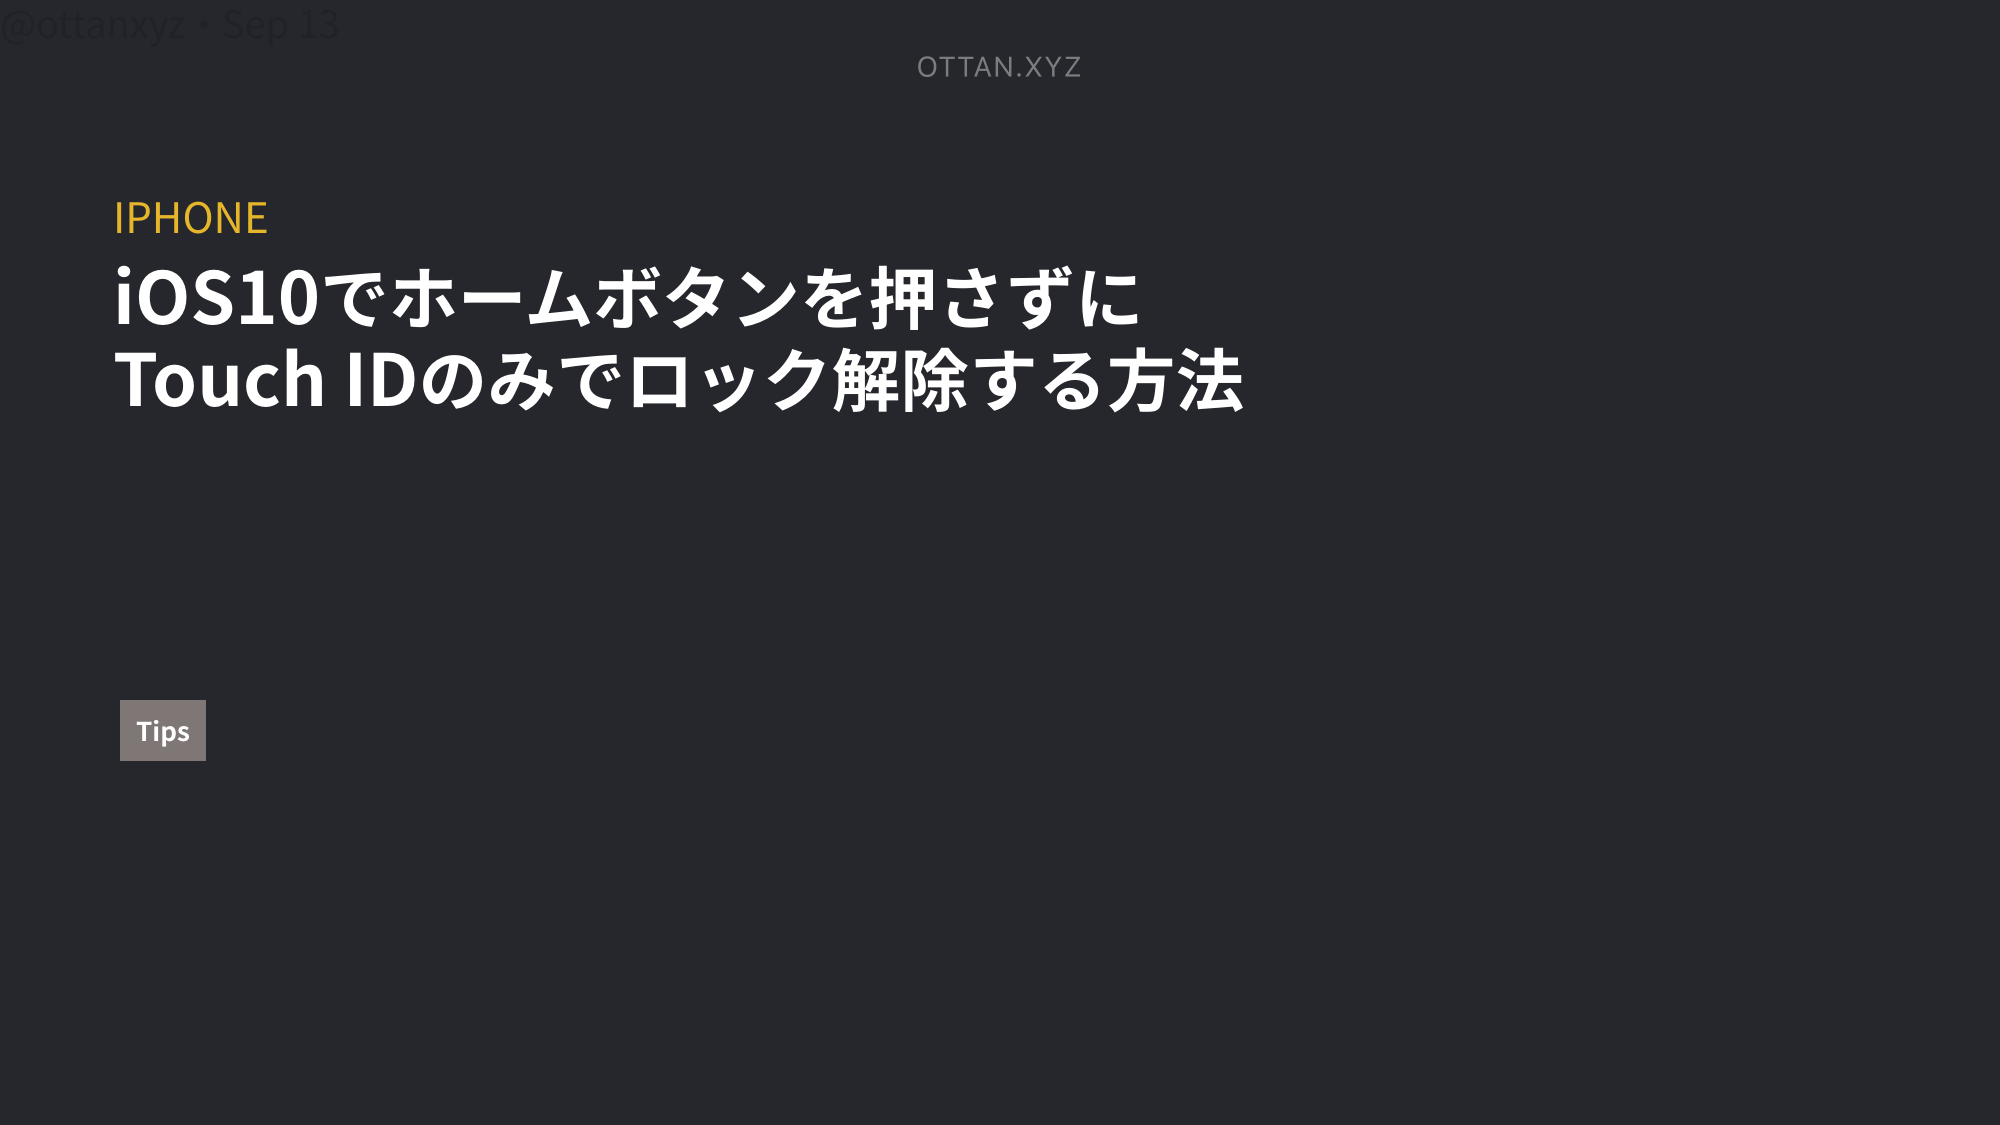 @ottanxyz・Sep 13
OTTAN.XYZ
IPHONE
iOS10でホームボタンを押さずに
Touch IDのみでロック解除する方法
Tips